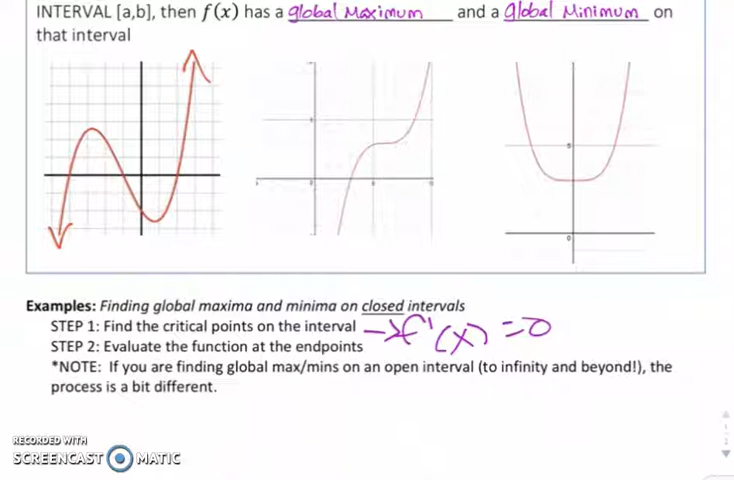 INTERVAL [a,b], then f(x) has a global Maximum and a global Minimum on
that interval
Examples: Finding global maxima and minima on closed intervals
STEP 1: Find the critical points on the interval → f'(x) = 0
STEP 2: Evaluate the function at the endpoints
*NOTE: If you are finding global max/mins on an open interval (to infinity and beyond!), the
process is a bit different.
RECORDED WITH
SCREENCAST MATIC